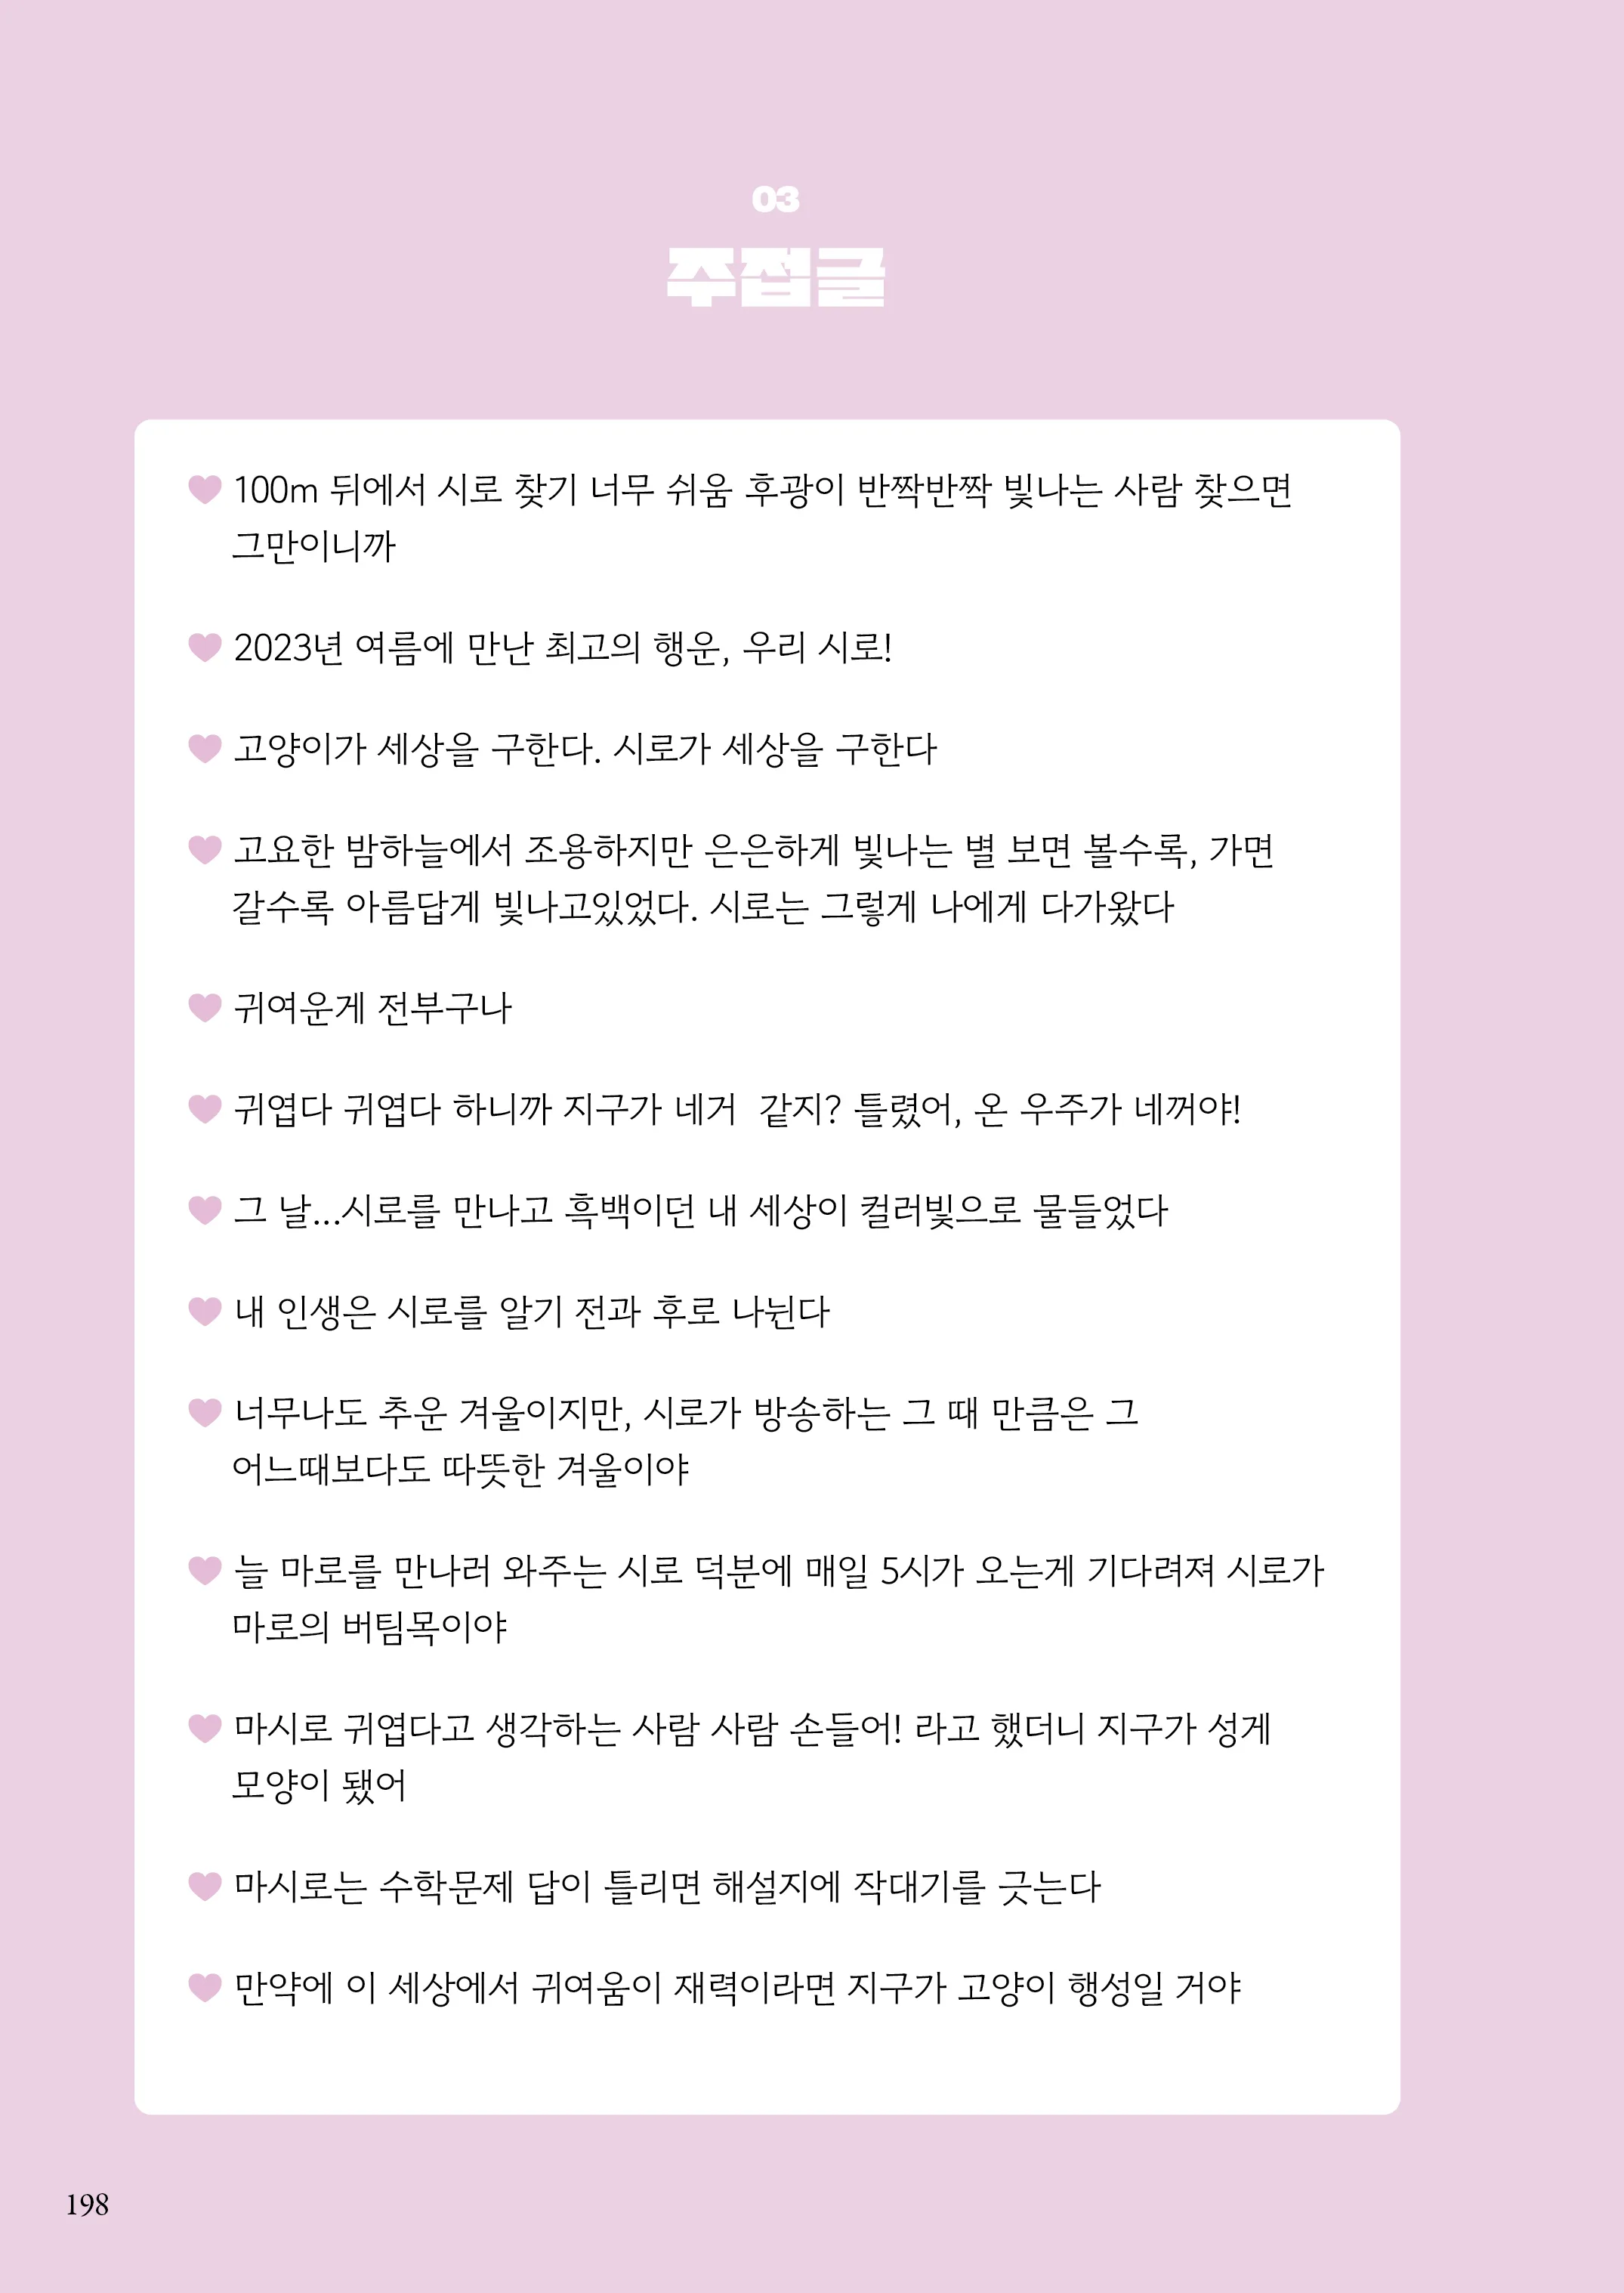 03
주접글
100m 뒤에서 시로 찾기 너무 쉬움 후광이 반짝반짝 빛나는 사람 찾으면
그만이니까
2023년 여름에 만난 최고의 행운, 우리 시로!
고양이가 세상을 구한다. 시로가 세상을 구한다
고요한 밤하늘에서 조용하지만 은은하게 빛나는 별 보면 볼수록, 가면
갈수록 아름답게 빛나고있었다. 시로는 그렇게 나에게 다가왔다
귀여운게 전부구나
귀엽다 귀엽다 하니까 지구가 네거  같지? 틀렸어, 온 우주가 네꺼야!
그 날...시로를 만나고 흑백이던 내 세상이 컬러빛으로 물들었다
내 인생은 시로를 알기 전과 후로 나뉜다
너무나도 추운 겨울이지만, 시로가 방송하는 그 때 만큼은 그
어느때보다도 따뜻한 겨울이야
늘 마로를 만나러 와주는 시로 덕분에 매일 5시가 오는게 기다려져 시로가
마로의 버팀목이야
마시로 귀엽다고 생각하는 사람 사람 손들어! 라고 했더니 지구가 성게
모양이 됐어
마시로는 수학문제 답이 틀리면 해설지에 작대기를 긋는다
만약에 이 세상에서 귀여움이 재력이라면 지구가 고양이 행성일 거야
198